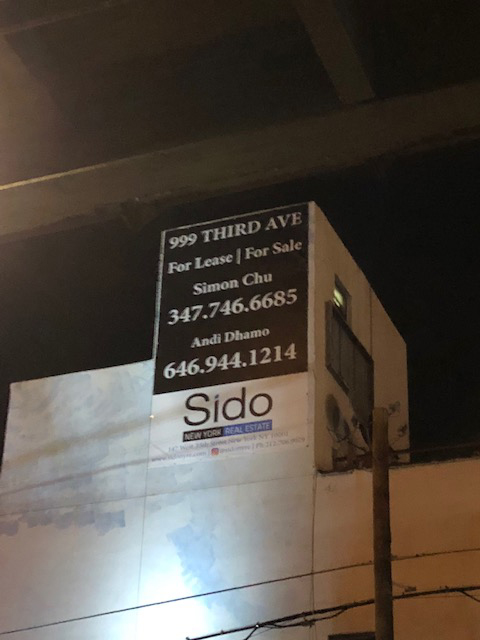 999 THIRD AVE
For Lease | For Sale
Simon Chu
347.746.6685
Andi Dhamo
646.944.1214
Sido
NEW YORK REAL ESTATE